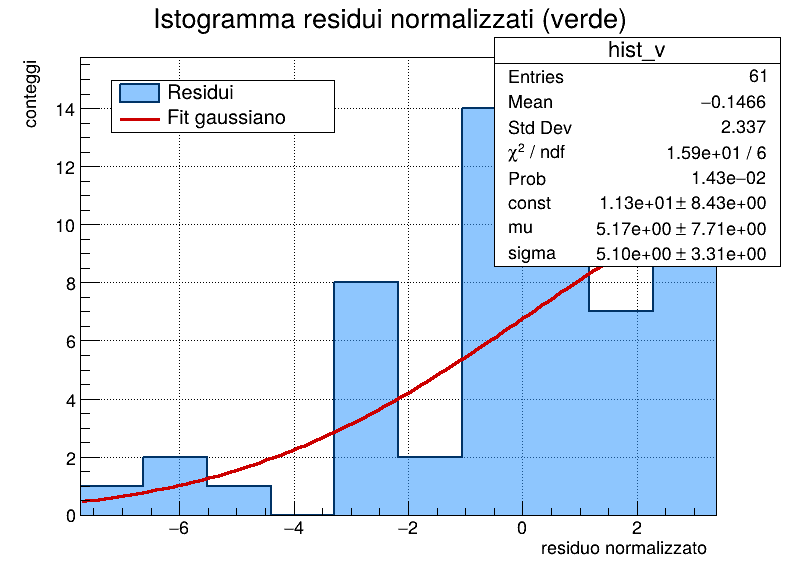 Istogramma residui normalizzati (verde)
hist_v
Entries 61
Mean −0.1466
Std Dev 2.337
χ² / ndf 1.59e+01 / 6
Prob 1.43e−02
const 1.13e+01± 8.43e+00
mu 5.17e+00 ± 7.71e+00
sigma 5.10e+00 ± 3.31e+00
conteggi
Residui
Fit gaussiano
14
12
10
8
6
4
2
0
−6 −4 −2 0 2
residuo normalizzato